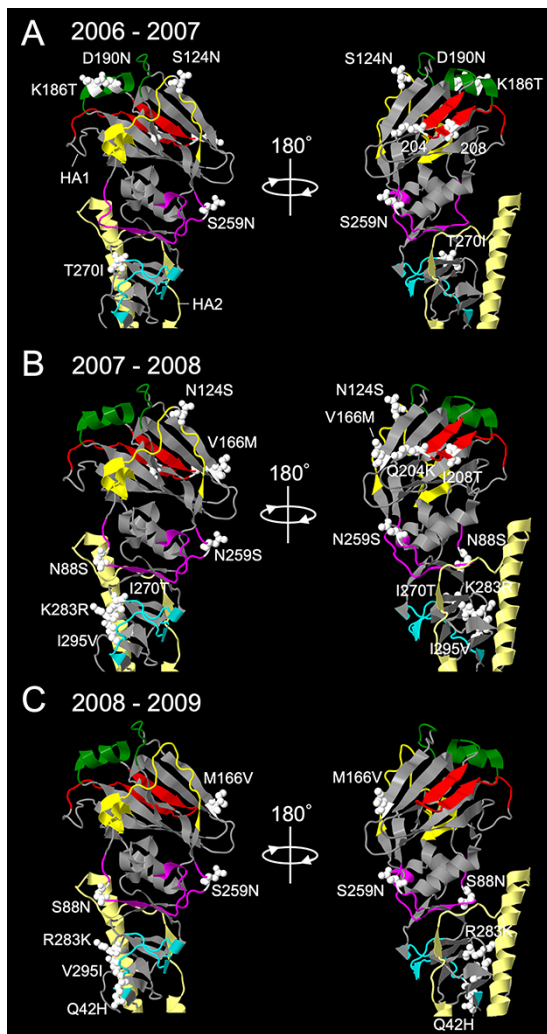 A 2006 - 2007
D190N S124N
K186T
HA1
S259N
T270I
HA2
180°
S124N D190N
K186T
204 208
S259N
T270I
B 2007 - 2008
N124S
V166M
N88S N259S
K283R I270T
I295V
180°
N124S
V166M
Q204K I208T
N259S N88S
I270T K283R
I295V
C 2008 - 2009
M166V
S259N
S88N
R283K
V295I
Q42H
180°
M166V
S259N S88N
R283K
Q42H